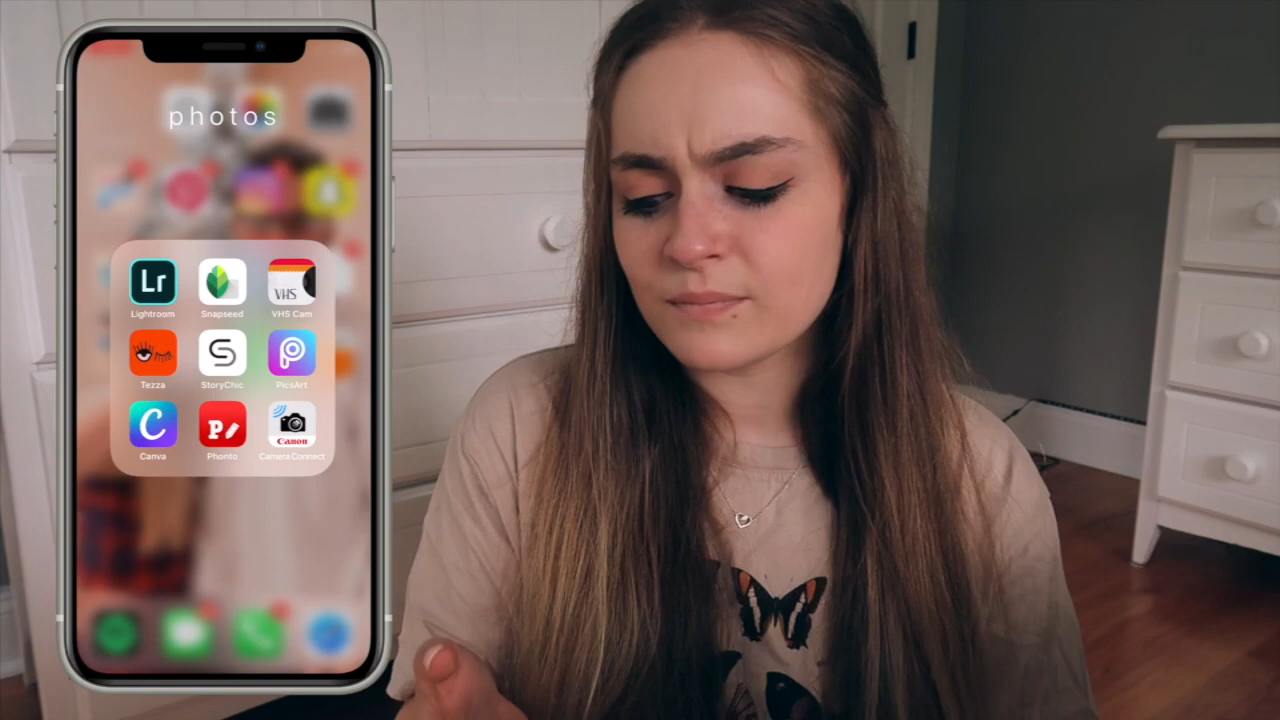 photos
Lr
VHS
Lightroom
Snapseed
VHS Cam
Tezza
StoryChic
PicsArt
C
P
Canon
Canva
Phonto
Camera Connect